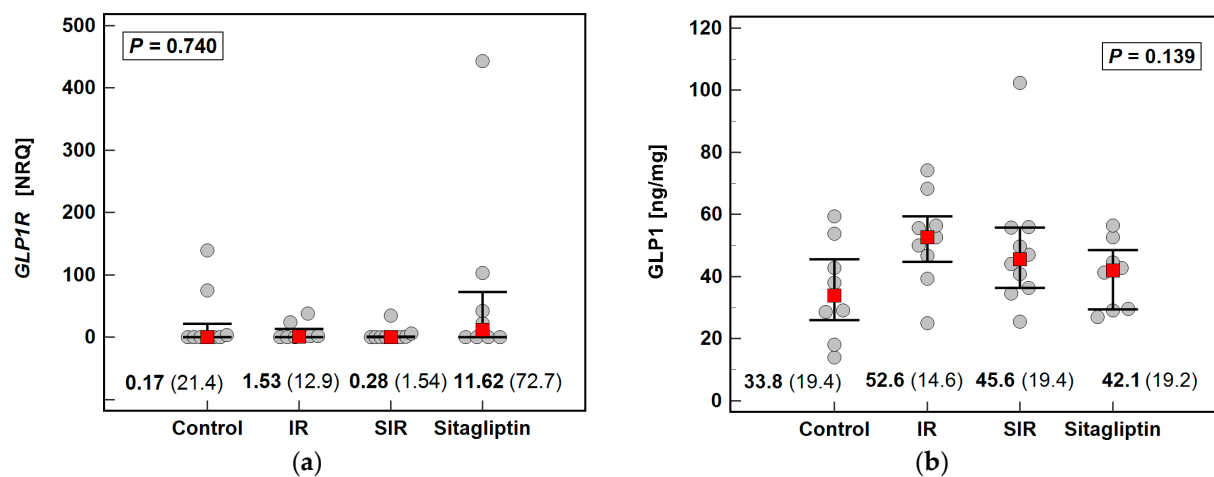 500
400
300
200
100
0
GLP1R [NRQ]
P = 0.740
0.17 (21.4) 1.53 (12.9) 0.28 (1.54) 11.62 (72.7)
Control IR SIR Sitagliptin
(a)
120
100
80
60
40
20
0
GLP1 [ng/mg]
P = 0.139
33.8 (19.4) 52.6 (14.6) 45.6 (19.4) 42.1 (19.2)
Control IR SIR Sitagliptin
(b)